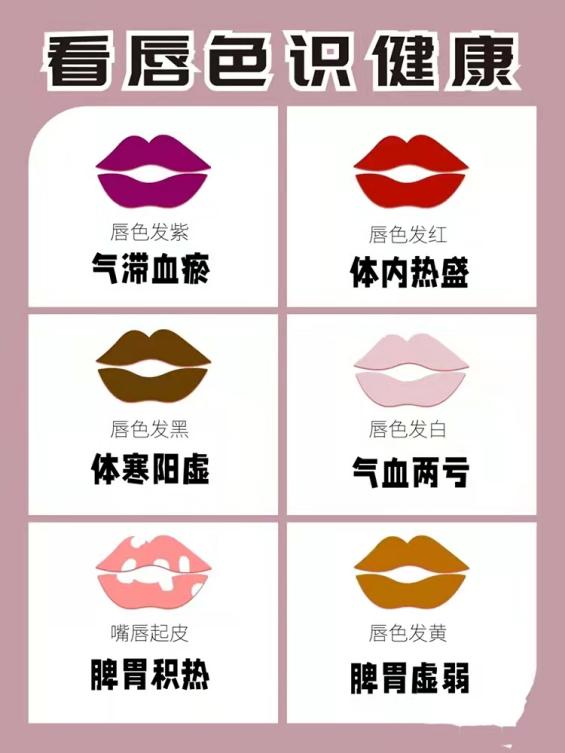 看唇色识健康
唇色发紫
气滞血瘀
唇色发红
体内热盛
唇色发黑
体寒阳虚
唇色发白
气血两亏
嘴唇起皮
脾胃积热
唇色发黄
脾胃虚弱